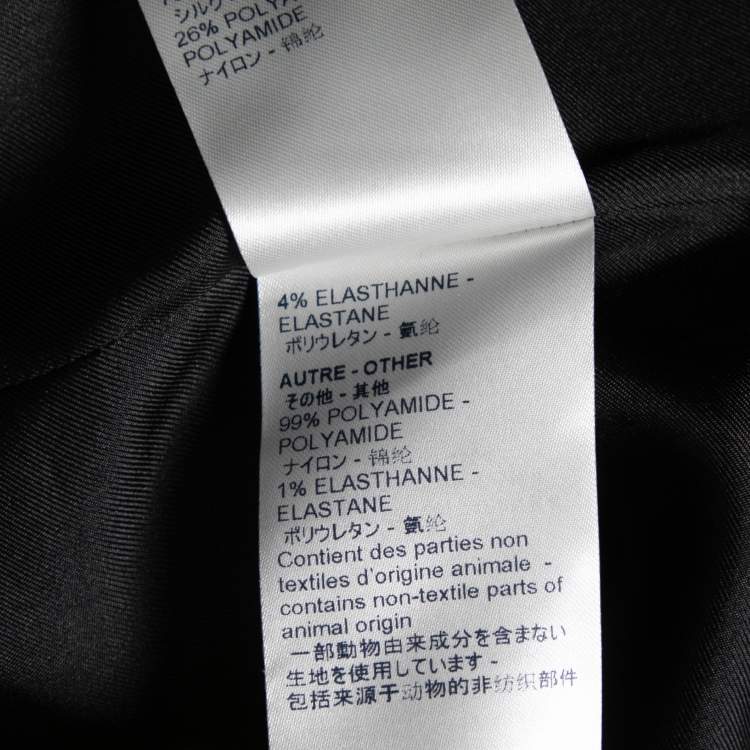 シルク
26% POLYAMIDE
POLYAMIDE
ナイロン - 锦纶
4% ELASTHANNE -
ELASTANE
ポリウレタン - 氨纶
AUTRE - OTHER
その他 - 其他
99% POLYAMIDE -
POLYAMIDE
ナイロン - 锦纶
1% ELASTHANNE -
ELASTANE
ポリウレタン - 氨纶
Contient des parties non
textiles d'origine animale -
contains non-textile parts of
animal origin
一部動物由来成分を含まない
生地を使用しています -
包括来源于动物的非纺织部件